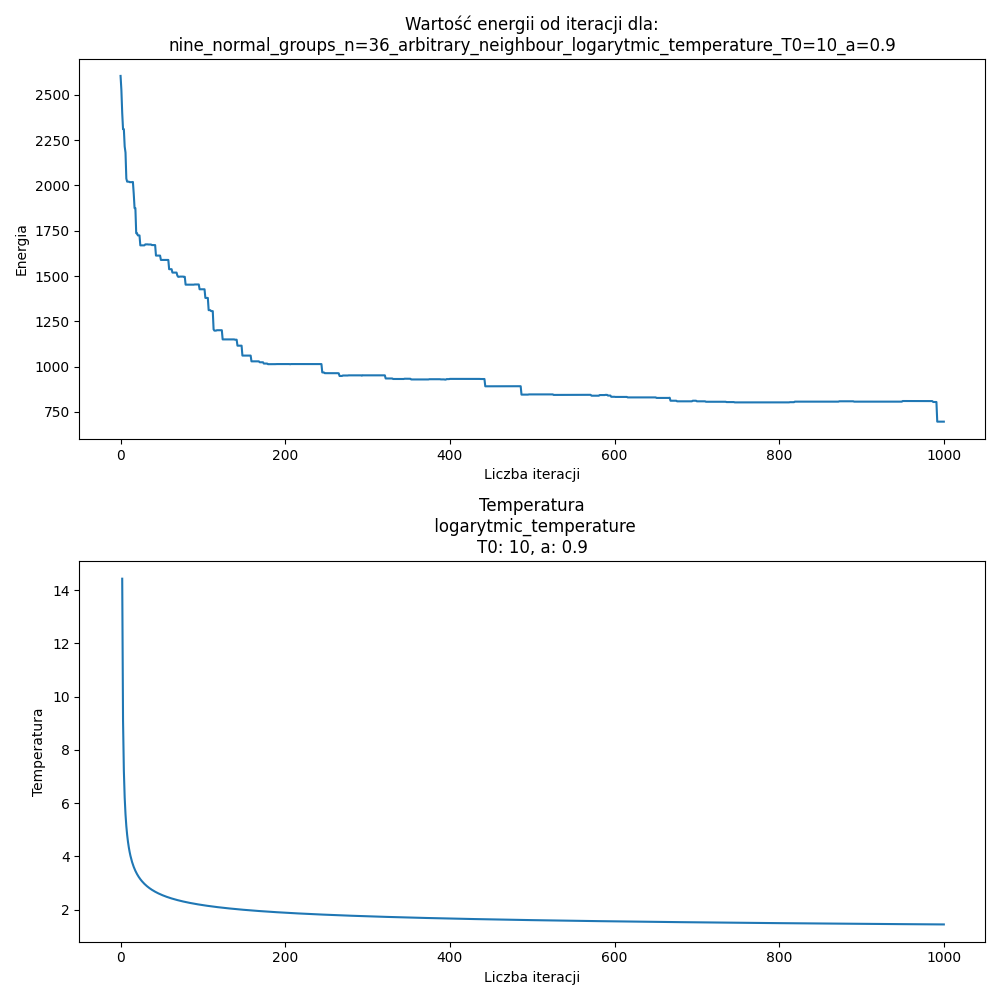 Wartość energii od iteracji dla:
nine_normal_groups_n=36_arbitrary_neighbour_logarytmic_temperature_T0=10_a=0.9
2500
2250
2000
1750
1500
1250
1000
750
Energia
0 200 400 600 800 1000
Liczba iteracji
Temperatura
logarytmic_temperature
T0: 10, a: 0.9
14
12
10
8
6
4
2
Temperatura
0 200 400 600 800 1000
Liczba iteracji